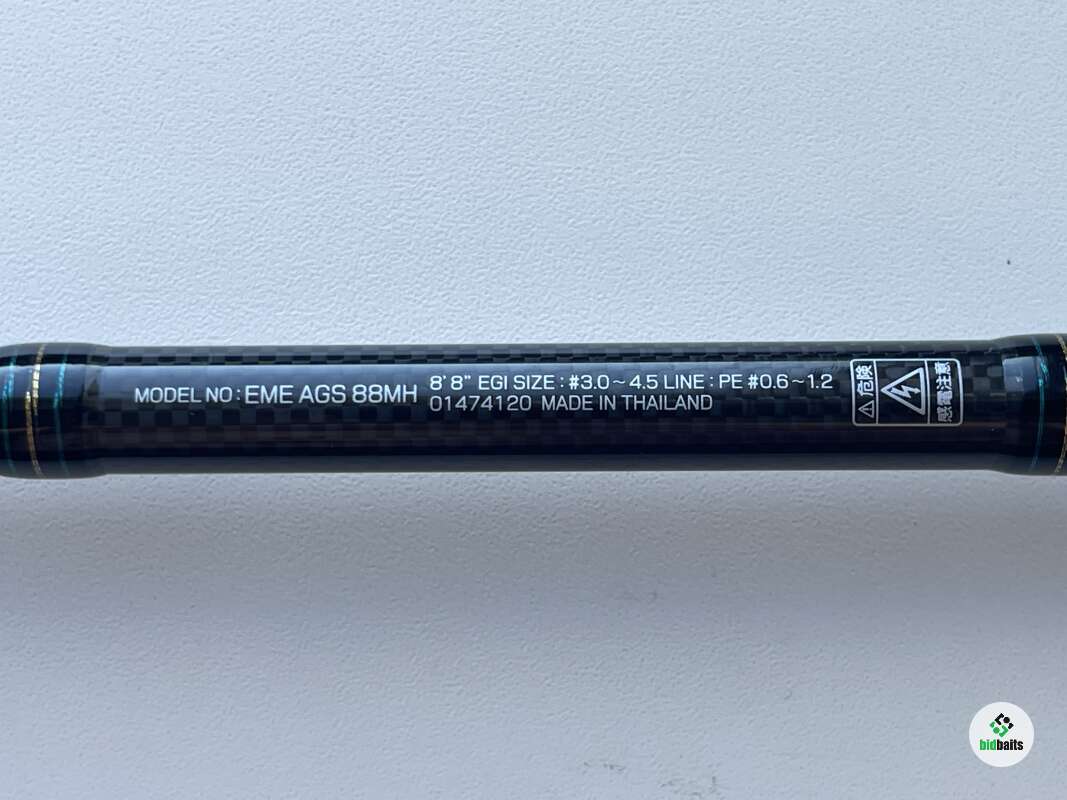 MODEL NO : EME AGS 88MH
8' 8" EGI SIZE : #3.0 ~ 4.5 LINE : PE #0.6 ~ 1.2
01474120 MADE IN THAILAND
⚠危険
感電注意
bidbaits